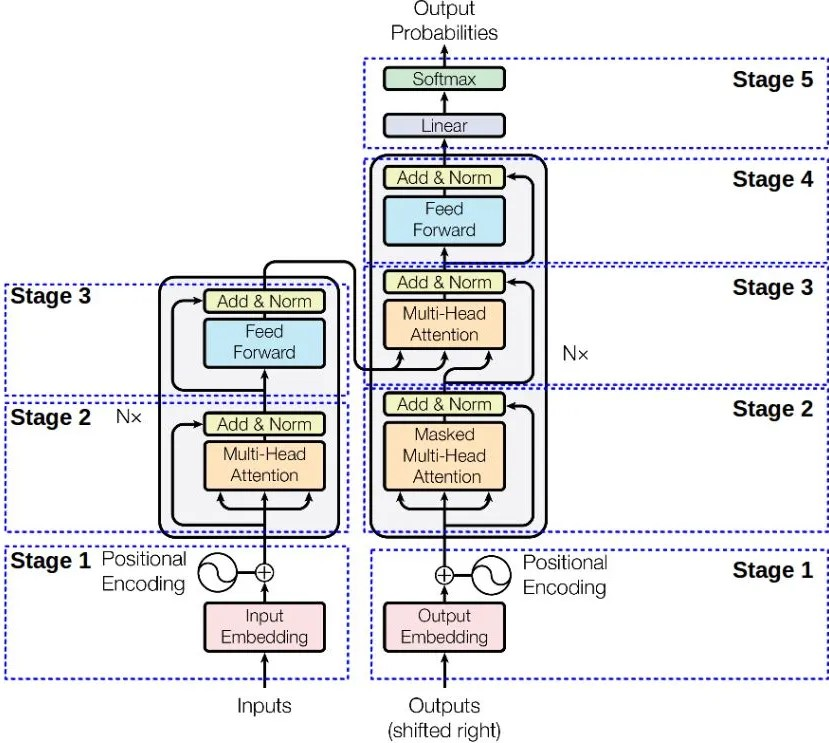 Output
Probabilities
Softmax
Stage 5
Linear
Add & Norm
Stage 4
Feed
Forward
Add & Norm
Stage 3
Multi-Head
Attention
N×
Add & Norm
Stage 2
Masked
Multi-Head
Attention
Positional
Encoding
Stage 1
Output
Embedding
Outputs
(shifted right)
Stage 3
Add & Norm
Feed
Forward
Stage 2
N×
Add & Norm
Multi-Head
Attention
Stage 1
Positional
Encoding
Input
Embedding
Inputs